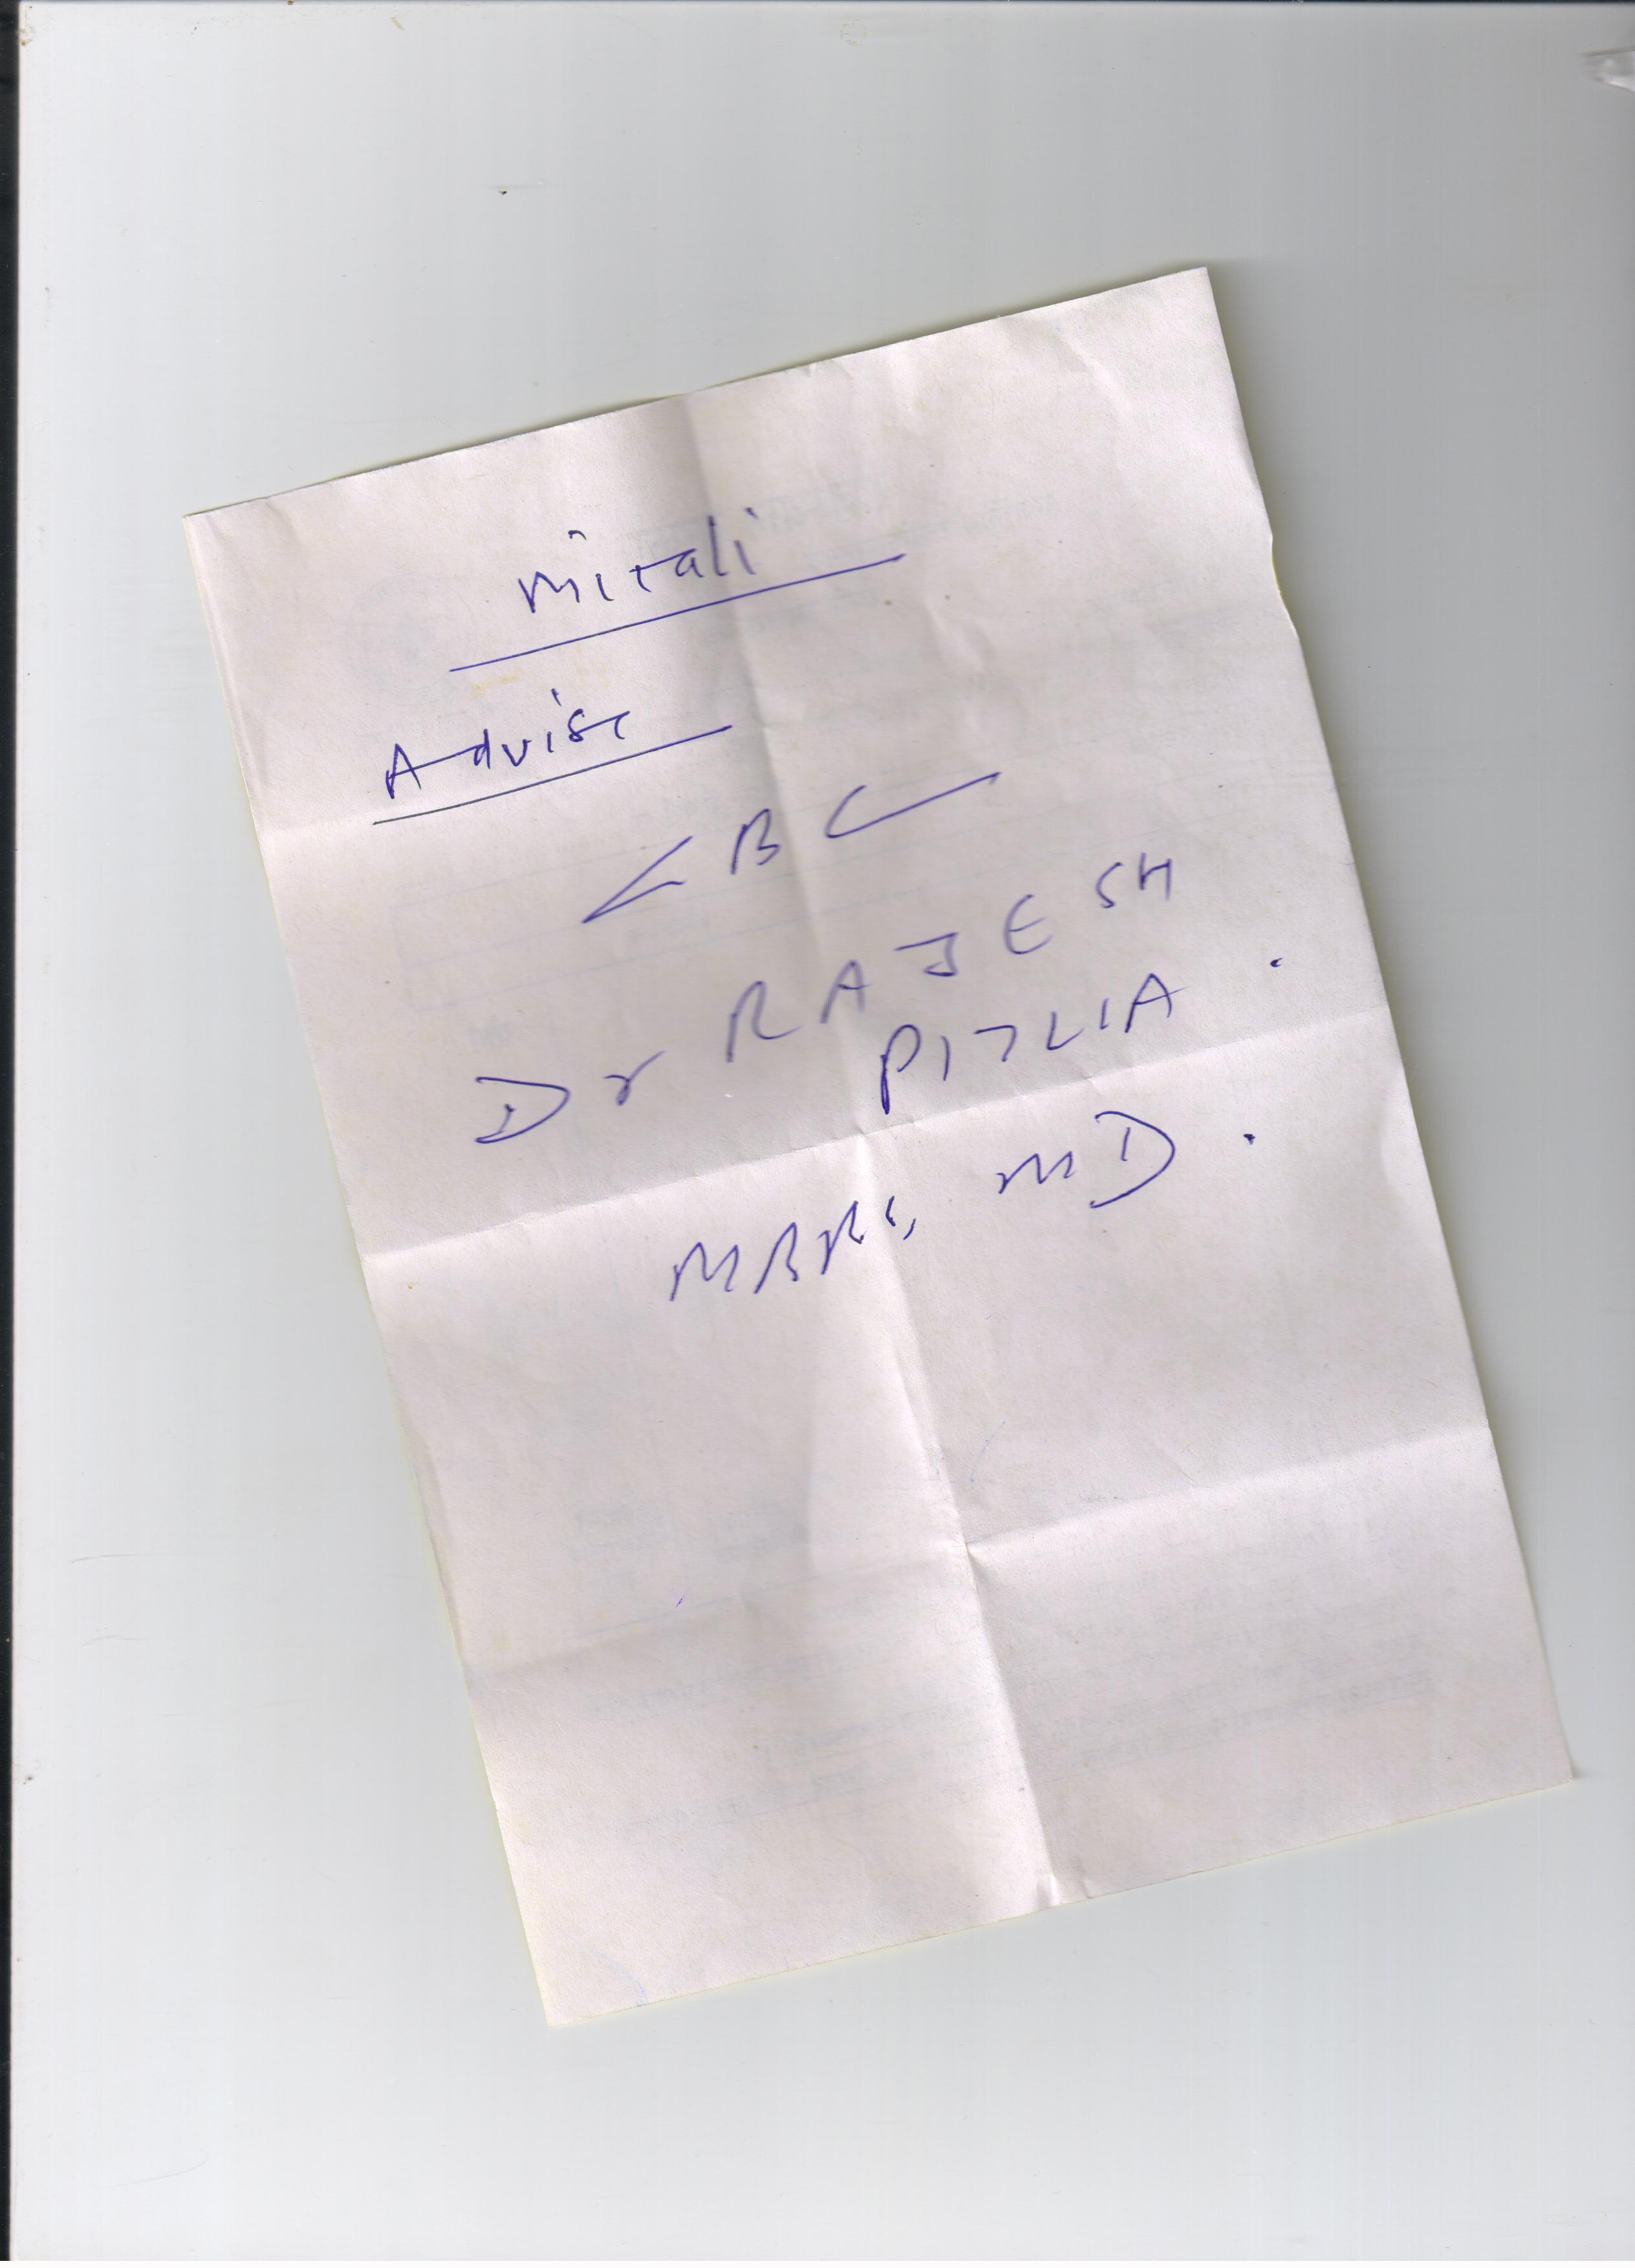 Mitali
Advise
CBC
Dr RAJESH
PITLIA.
MBBS, MD.